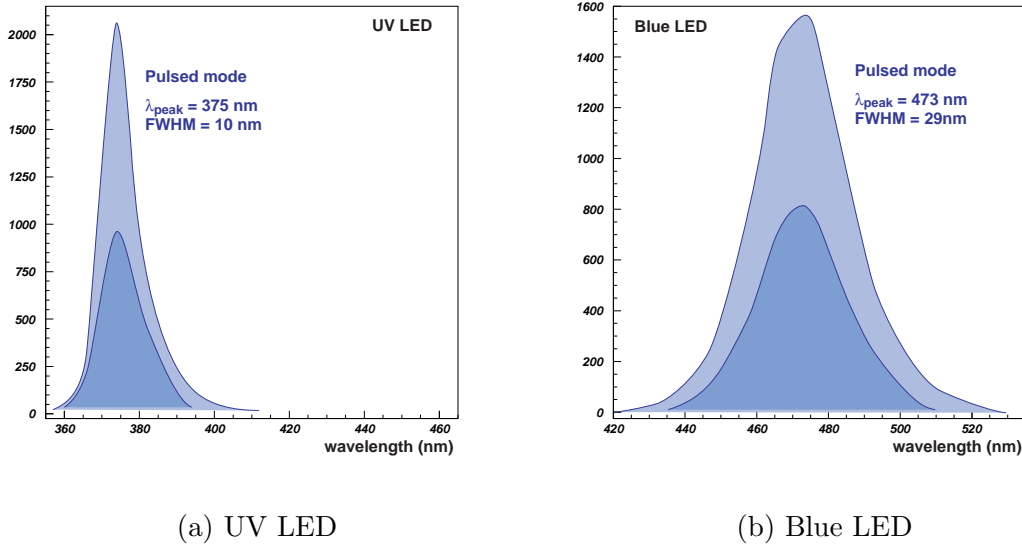 UV LED
Pulsed mode
λpeak = 375 nm
FWHM = 10 nm
2000
1750
1500
1250
1000
750
500
250
0
360 380 400 420 440 460
wavelength (nm)
(a) UV LED
Blue LED
Pulsed mode
λpeak = 473 nm
FWHM = 29nm
1600
1400
1200
1000
800
600
400
200
0
420 440 460 480 500 520
wavelength (nm)
(b) Blue LED